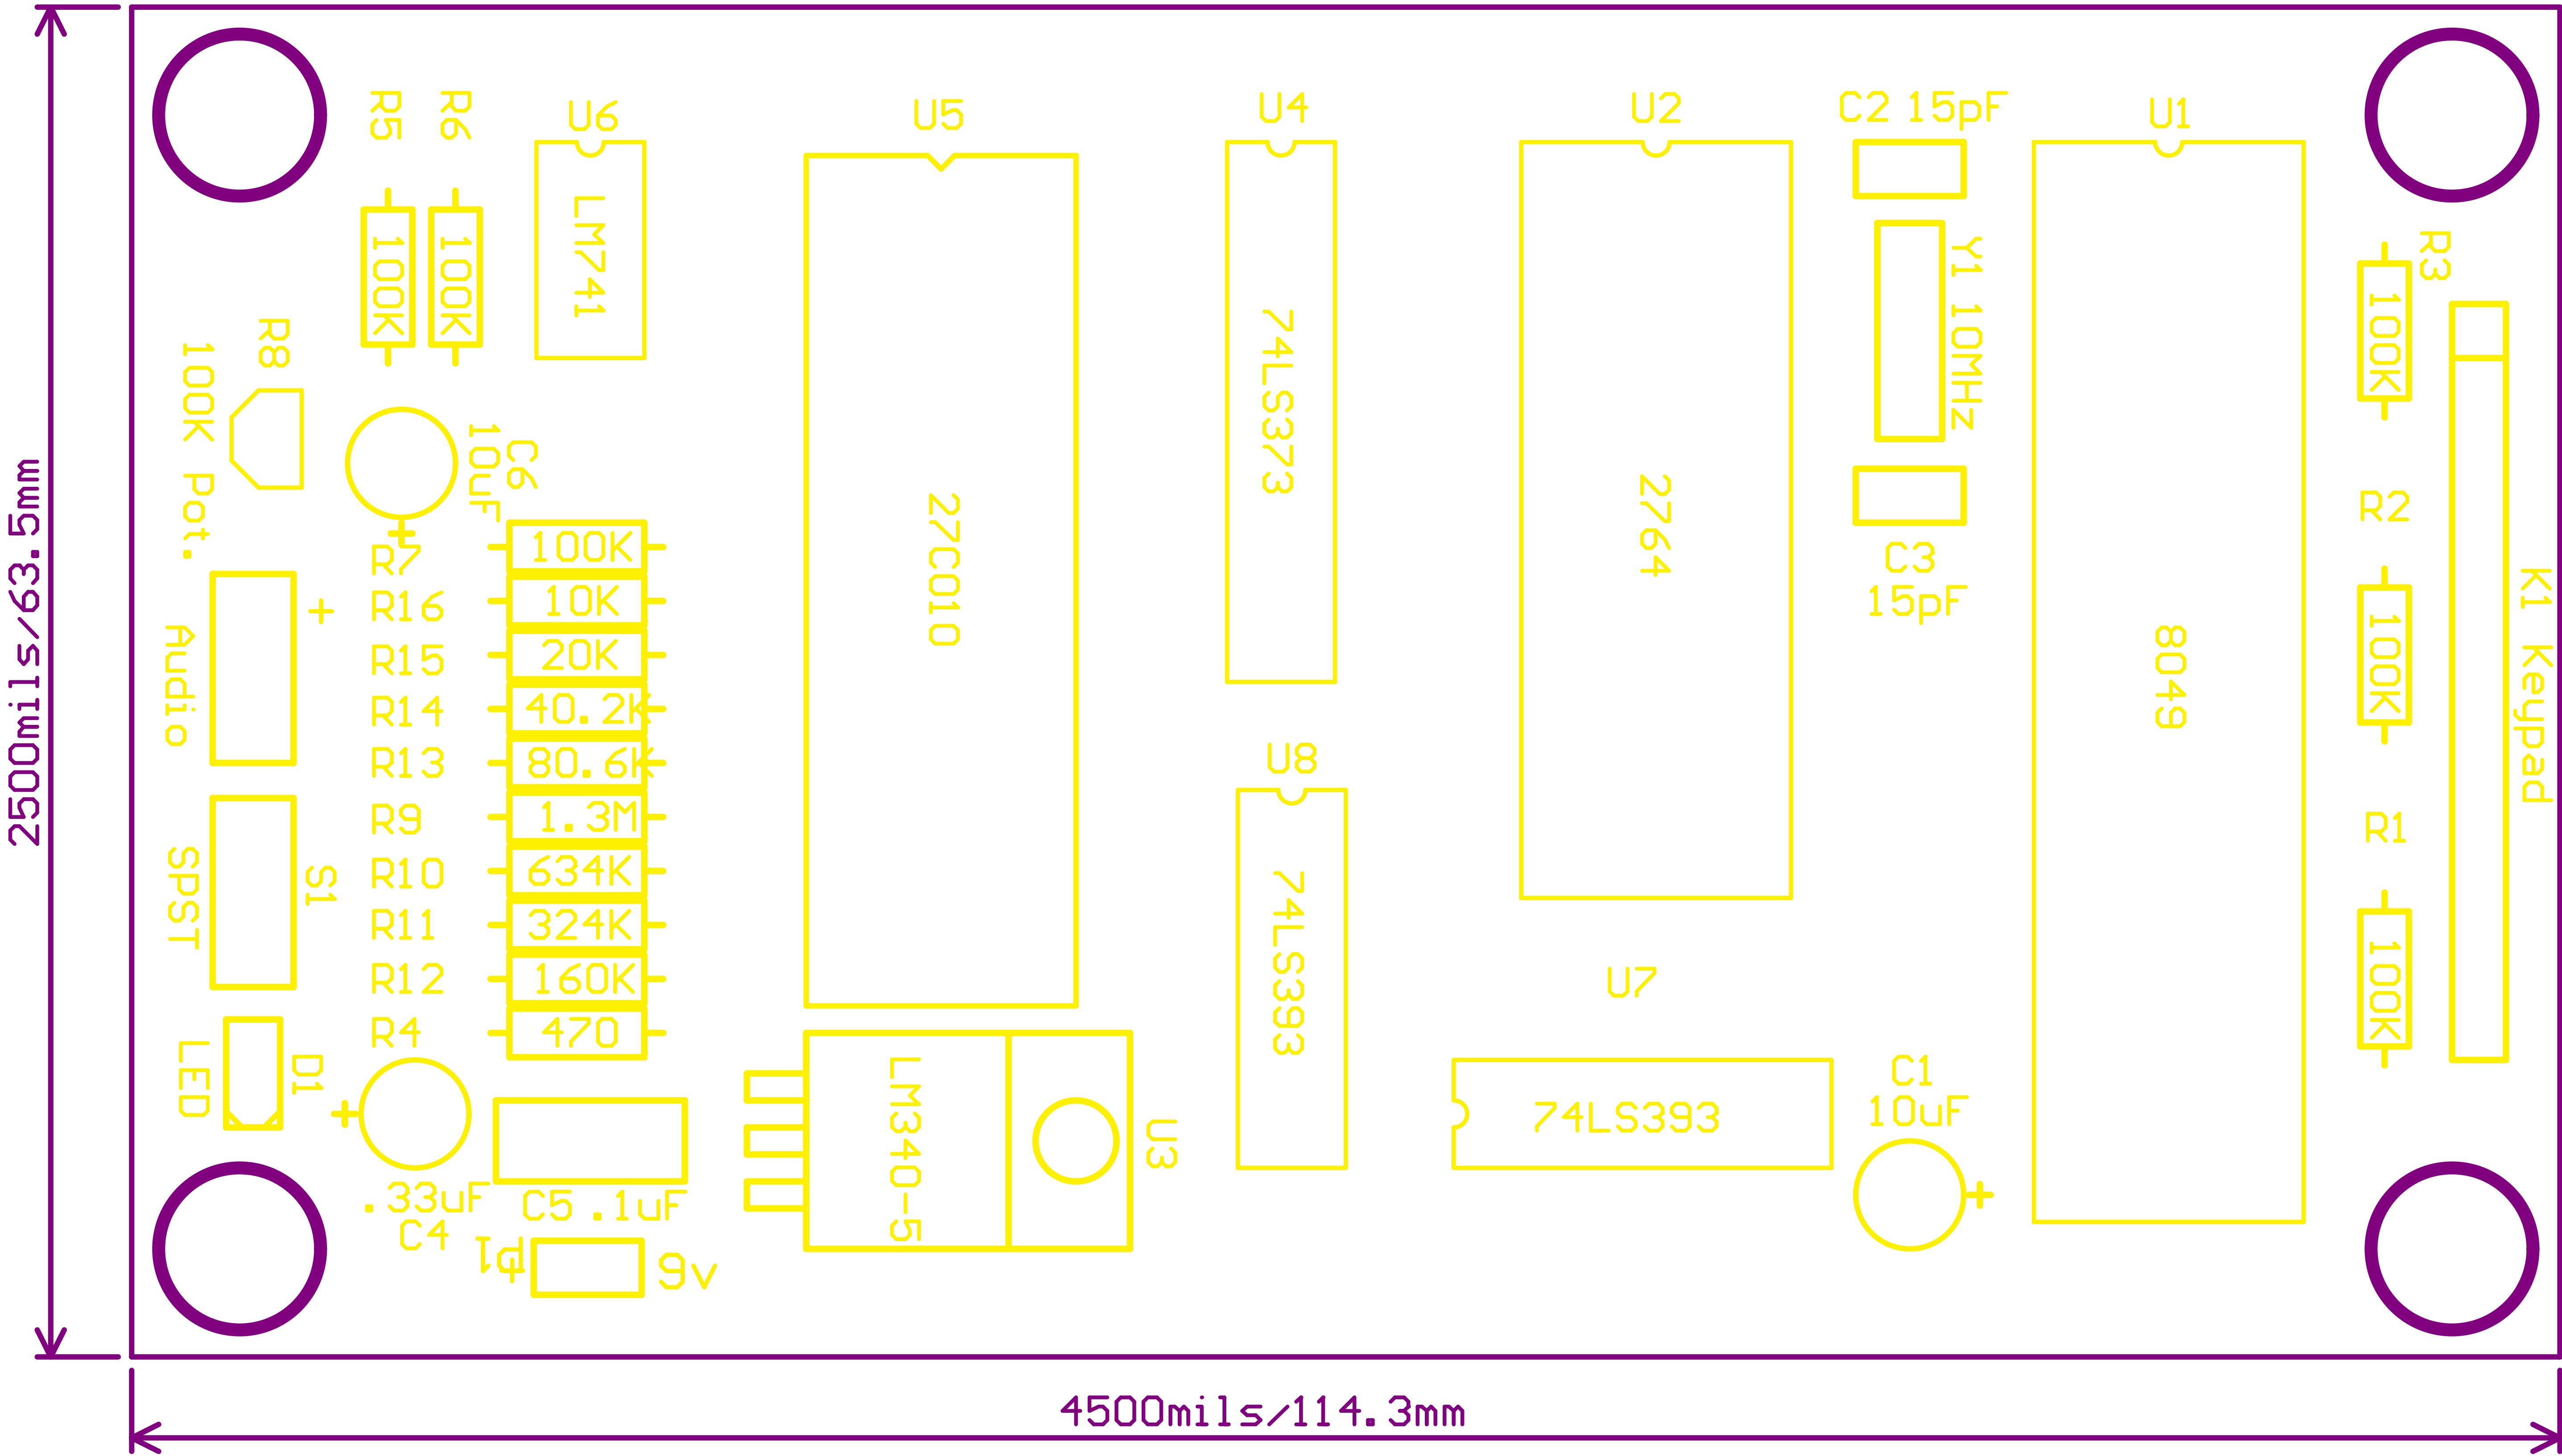 R5
R6
U6
U5
U4
U2
C2 15pF
U1
LM741
100K
100K
R8
100K Pot.
C6
10uF
27C010
74LS373
2764
Y1 10MHz
C3
15pF
8049
R3
100K
R2
100K
R1
100K
K1 Keypad
R7
100K
R16
10K
R15
20K
R14
40.2K
R13
80.6K
R9
1.3M
R10
634K
R11
324K
R12
160K
R4
470
+
+
Audio
S1
SPST
D1
LED
+
.33uF
C4
C5 .1uF
P1
+
9v
LM340-5
U3
U8
74LS393
U7
74LS393
C1
10uF
+
2500mils/63.5mm
4500mils/114.3mm